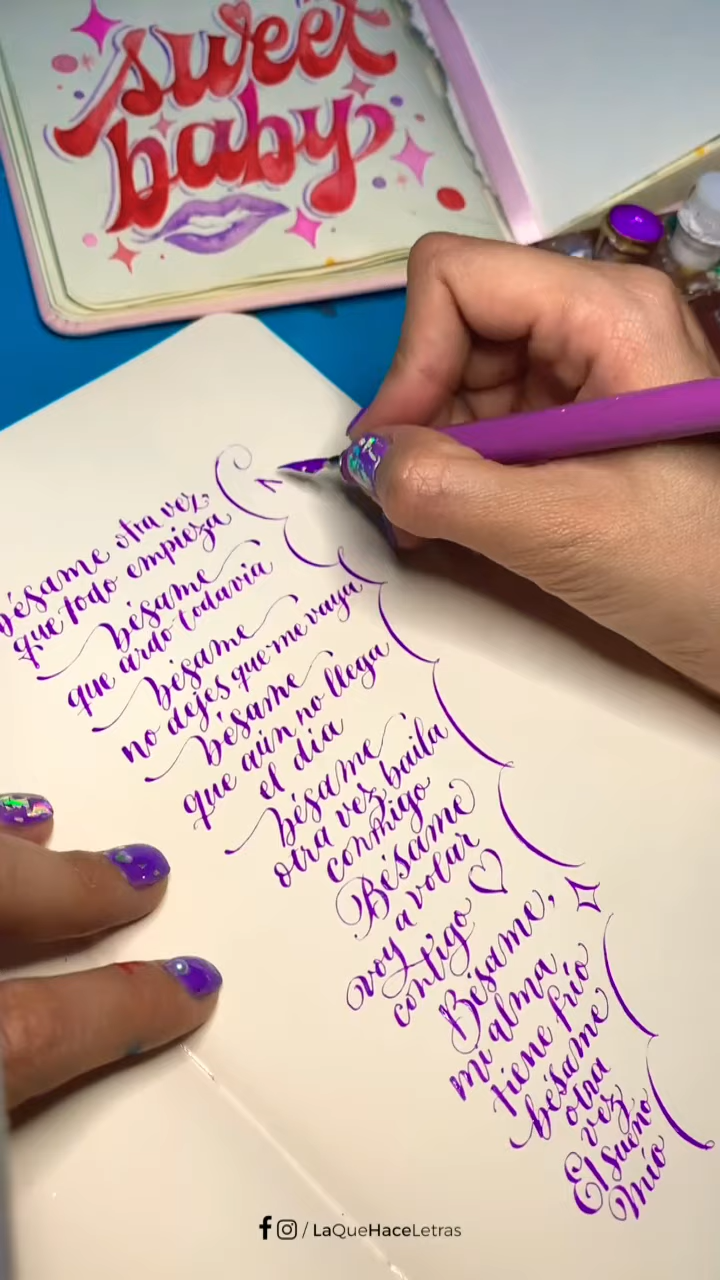 sweet
baby
bésame otra vez
que todo empieza
bésame
que ardo todavía
bésame
no dejes que me vaya
bésame
que aún no llega
el día
bésame
otra vez baila
conmigo
Bésame
voy a volar
contigo
Bésame,
mi alma
tiene frío
bésame
otra
vez
El sueño
mío
/ LaQueHaceLetras